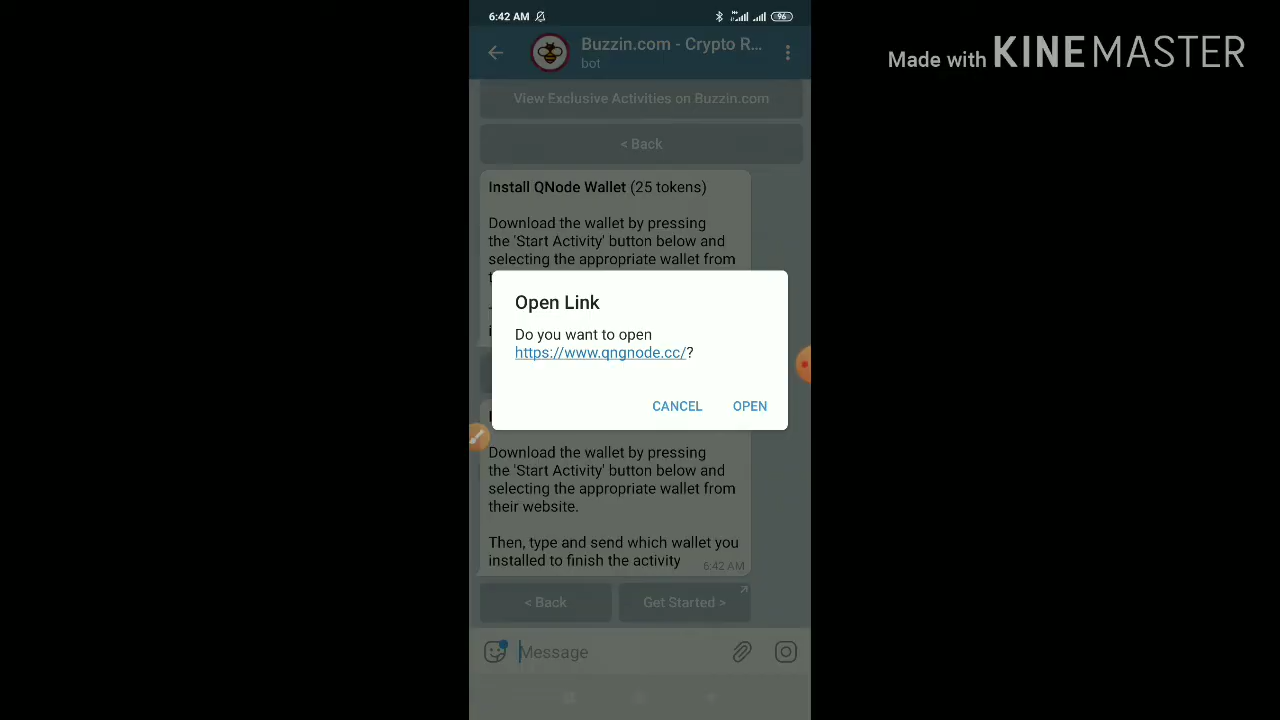 6:42 AM
96
Made with KINEMASTER
Buzzin.com - Crypto R...
bot
View Exclusive Activities on Buzzin.com
< Back
Install QNode Wallet (25 tokens)
Download the wallet by pressing
the 'Start Activity' button below and
selecting the appropriate wallet from
Open Link
Do you want to open
https://www.qngnode.cc/?
CANCEL
OPEN
Download the wallet by pressing
the 'Start Activity' button below and
selecting the appropriate wallet from
their website.
Then, type and send which wallet you
installed to finish the activity
6:42 AM
< Back
Get Started >
Message